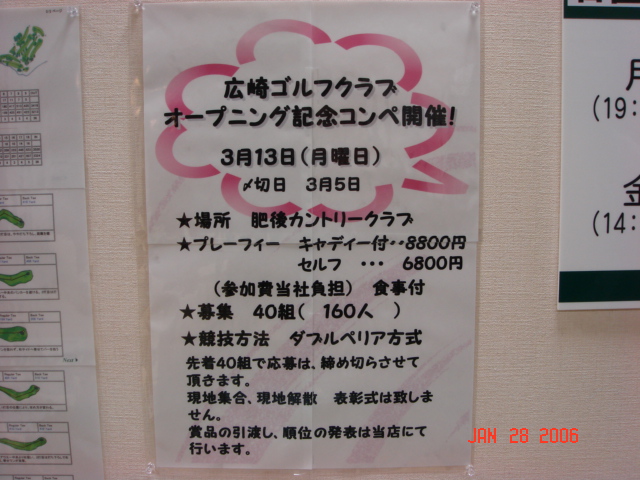 広崎ゴルフクラブ
オープニング記念コンペ開催!
3月13日(月曜日)
〆切日 3月5日
★場所 肥後カントリークラブ
★プレーフィー キャディー付・・8800円
セルフ ・・・ 6800円
(参加費当社負担) 食事付
★募集 40組( 160人 )
★競技方法 ダブルペリア方式
先着40組で応募は、締め切らさせて
頂きます。
現地集合、現地解散 表彰式は致しま
せん。
賞品の引渡し、順位の発表は当店にて
行います。
月
(19:
金
(14:
JAN 28 2006